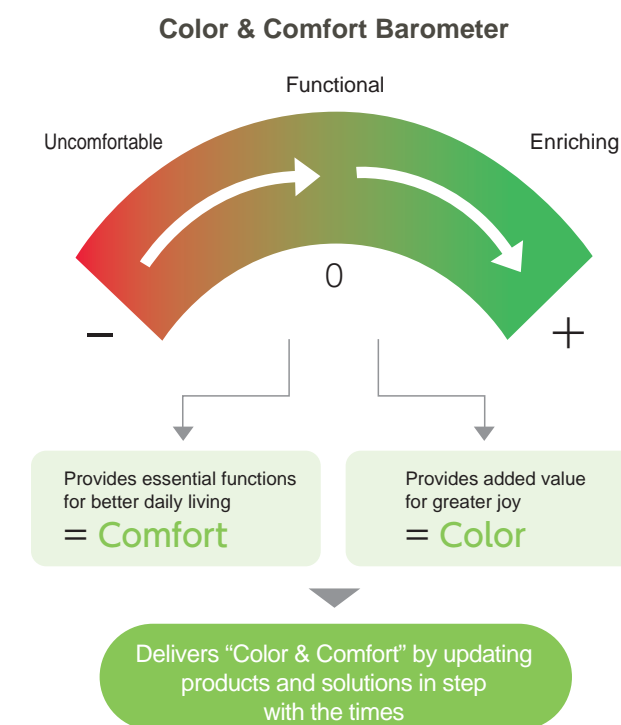 Color & Comfort Barometer
Functional
Uncomfortable
Enriching
0
−
+
Provides essential functions
for better daily living
= Comfort
Provides added value
for greater joy
= Color
Delivers “Color & Comfort” by updating
products and solutions in step
with the times